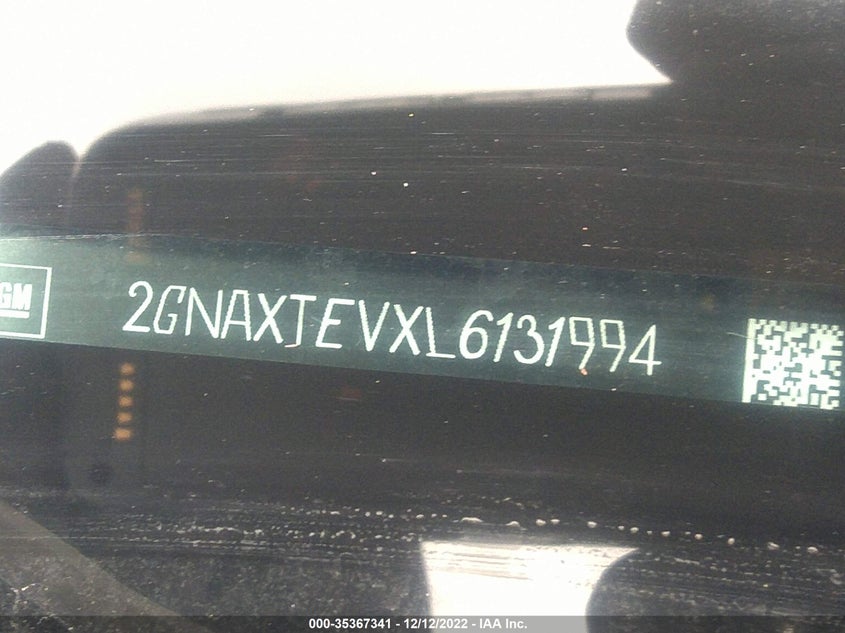 GM
2GNAXTEVXL6131994
000-35367341 - 12/12/2022 - IAA Inc.